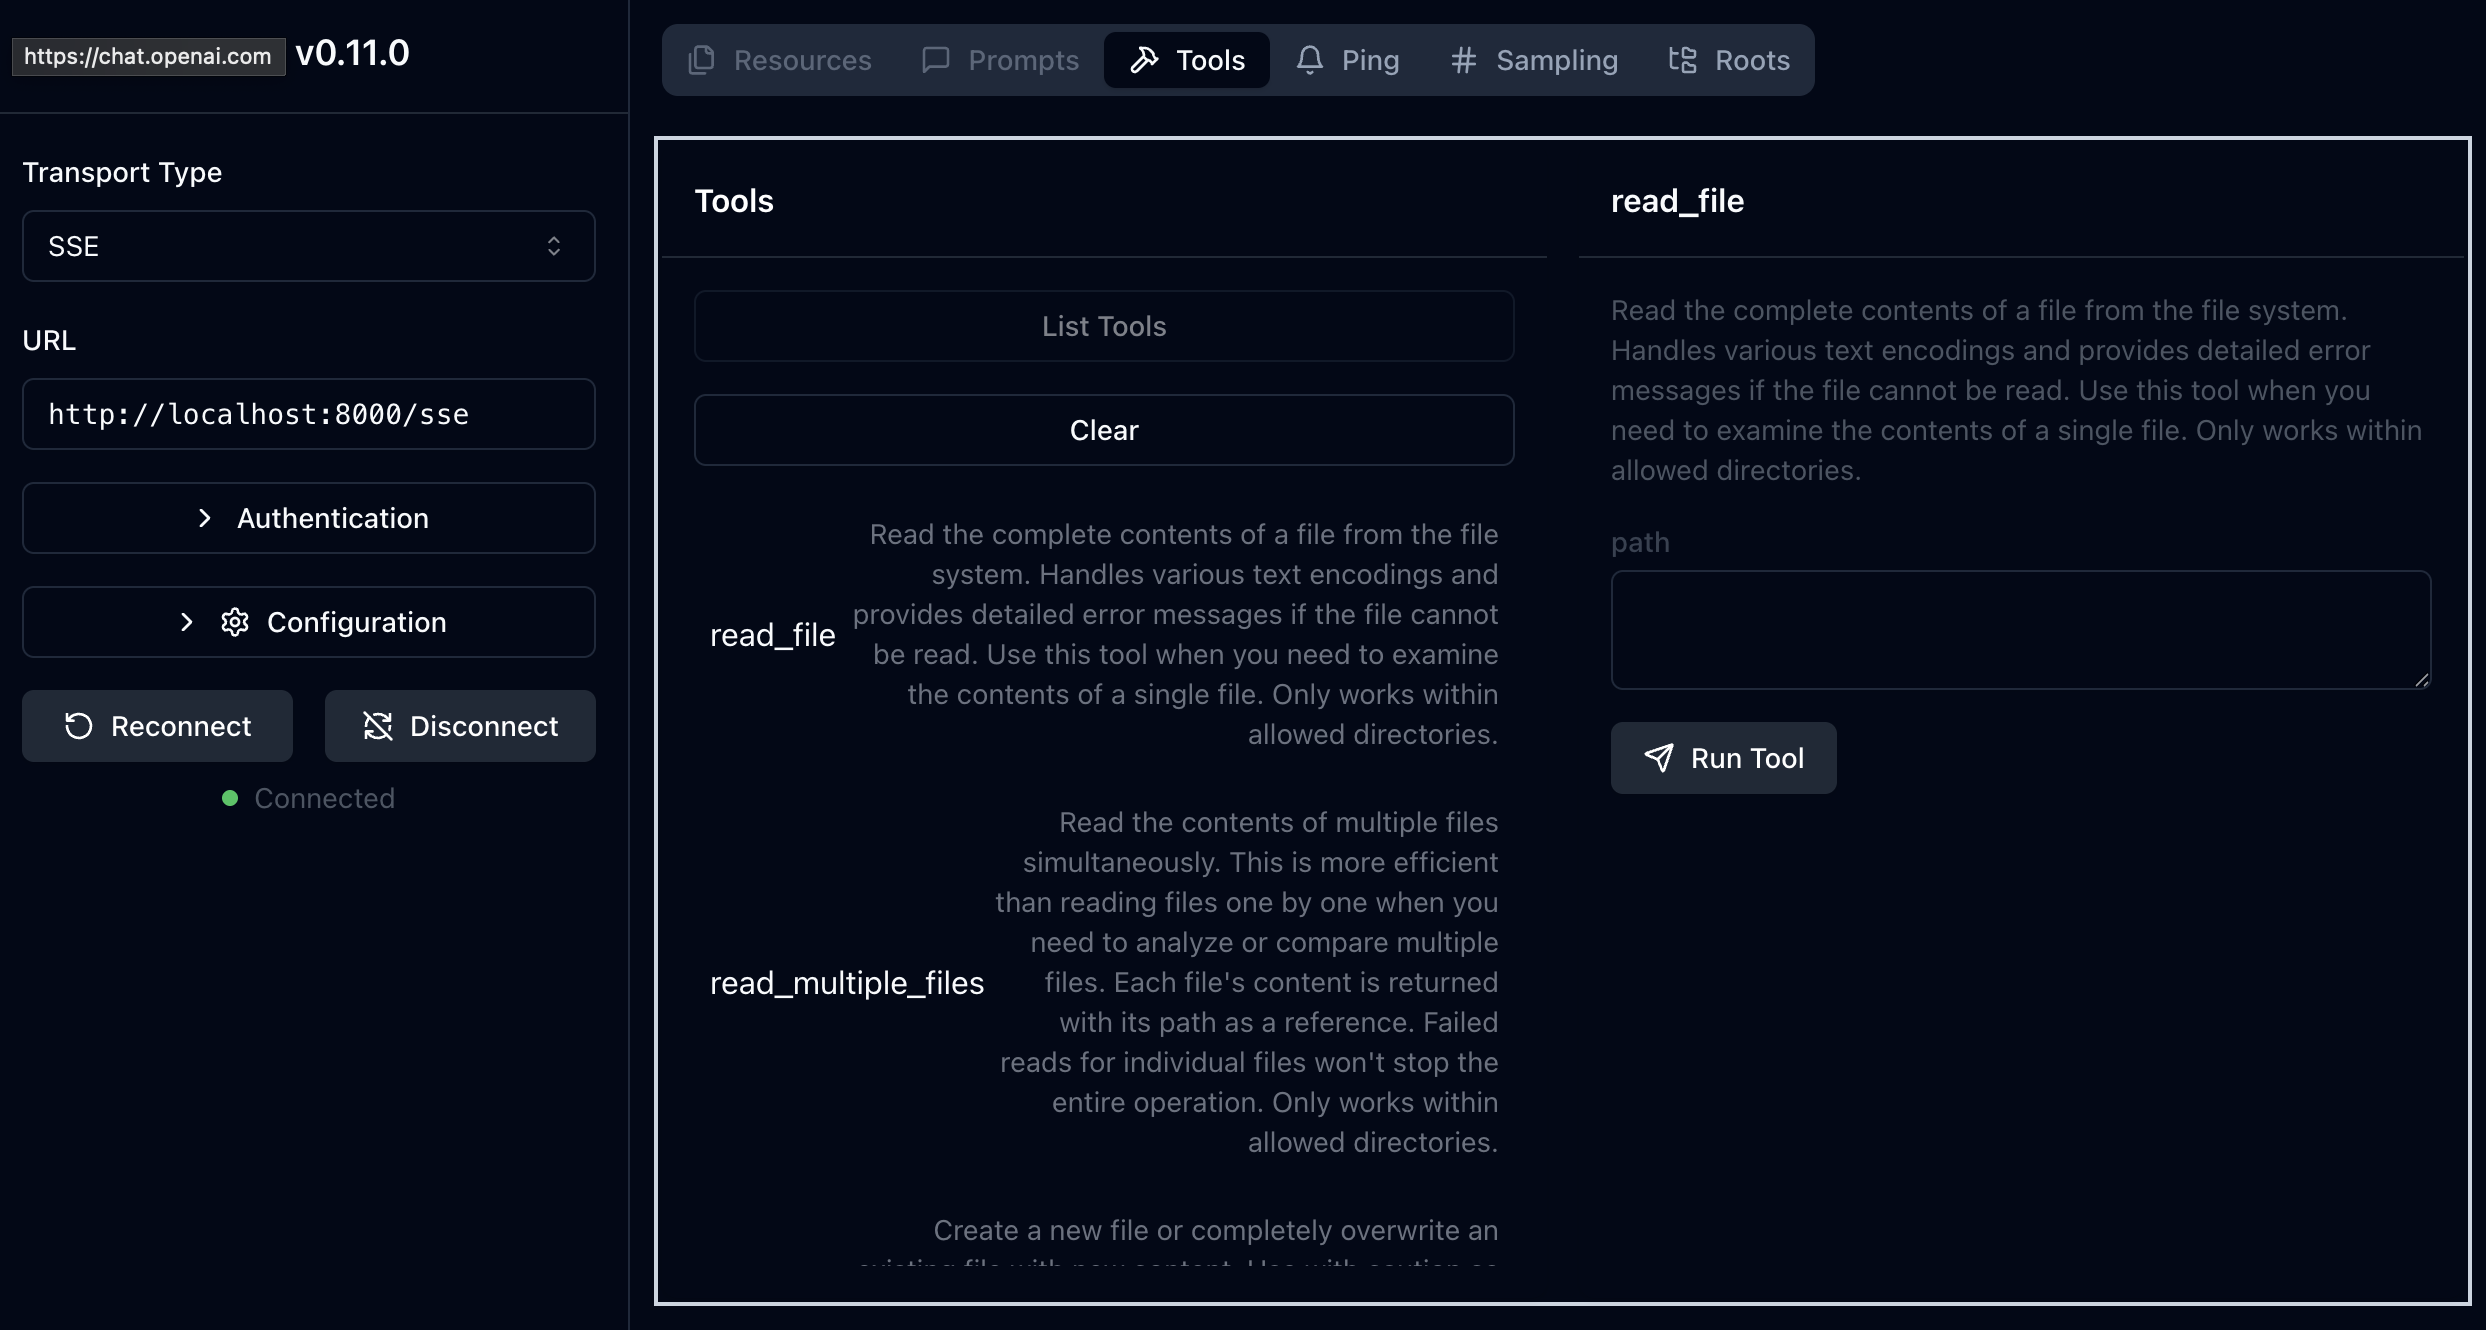 https://chat.openai.com v0.11.0
Transport Type
SSE
URL
http://localhost:8000/sse
Authentication
Configuration
Reconnect
Disconnect
Connected
Resources
Prompts
Tools
Ping
Sampling
Roots
Tools
List Tools
Clear
read_file
Read the complete contents of a file from the file
system. Handles various text encodings and
provides detailed error messages if the file cannot
be read. Use this tool when you need to examine
the contents of a single file. Only works within
allowed directories.
read_multiple_files
Read the contents of multiple files
simultaneously. This is more efficient
than reading files one by one when you
need to analyze or compare multiple
files. Each file's content is returned
with its path as a reference. Failed
reads for individual files won't stop the
entire operation. Only works within
allowed directories.
Create a new file or completely overwrite an
existing file with new content. Use with caution as
read_file
Read the complete contents of a file from the file system.
Handles various text encodings and provides detailed error
messages if the file cannot be read. Use this tool when you
need to examine the contents of a single file. Only works within
allowed directories.
path
Run Tool